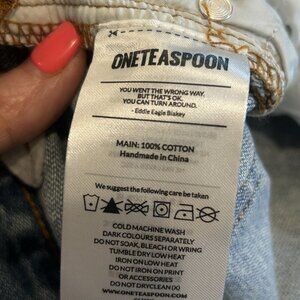 ONETEASPOON
YOU WENT THE WRONG WAY,
BUT THAT'S OK,
YOU CAN TURN AROUND.
- Eddie Eagle Blakey
MAIN: 100% COTTON
Handmade in China
We suggest the following care be taken
COLD MACHINE WASH
DARK COLOURS SEPARATELY
DO NOT SOAK, BLEACH OR WRING
TUMBLE DRY LOW HEAT
IRON ON LOW HEAT
DO NOT IRON ON PRINT
OR ACCESSORIES
DO NOT DRYCLEAN (X)
WWW.ONETEASPOON.COM